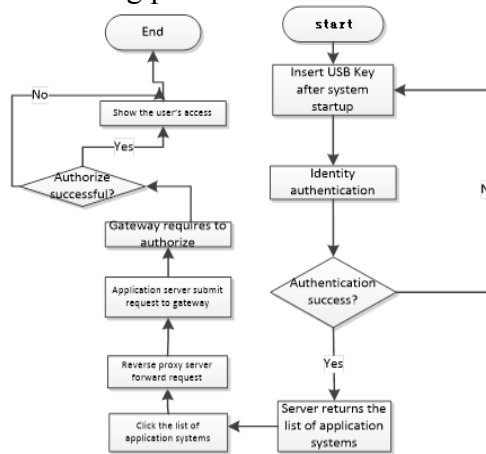 End
start
Insert USB Key
after system
startup
No
Show the user's access
Yes
Identity
authentication
Authorize
successful?
Gateway requires to
authorize
Authentication
success?
Application server submit
request to gateway
Yes
Reverse proxy server
forward request
Click the list of
application systems
Server returns the
list of application
systems